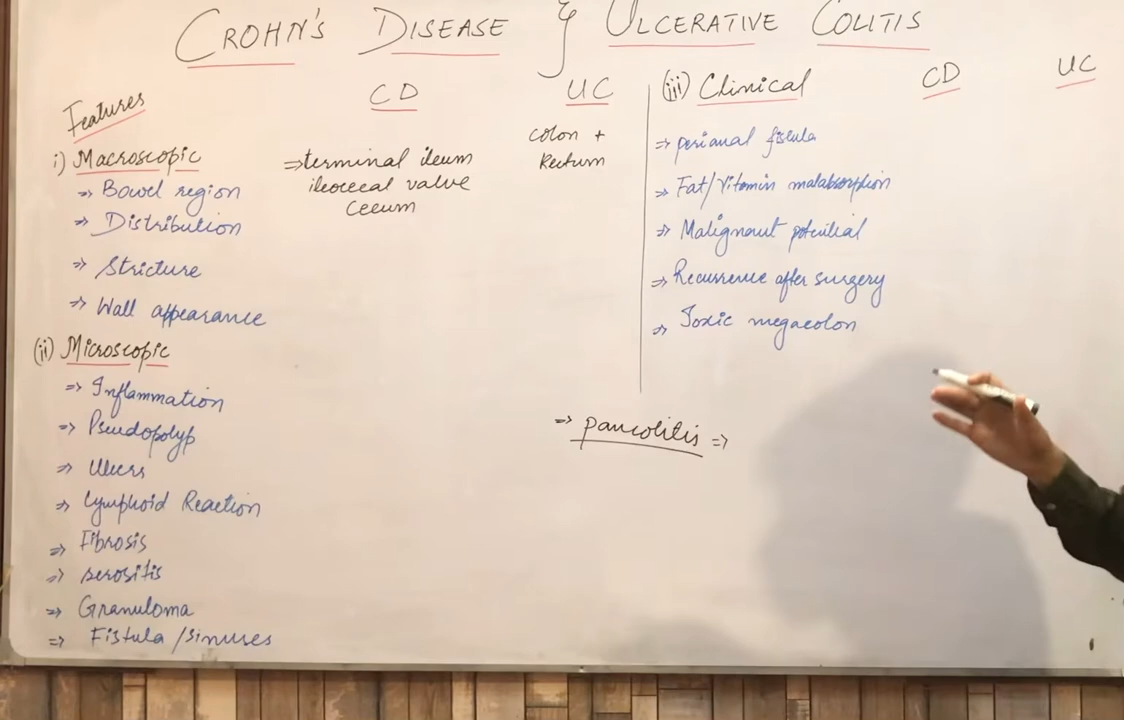 CROHN'S DISEASE & ULCERATIVE COLITIS
Features
CD
UC
i) Macroscopic
⇒ Bowel region
⇒ Distribution
⇒ Stricture
⇒ Wall appearance
⇒ terminal ileum
ileocecal valve
Ceeum
colon +
Rectum
(ii) Microscopic
⇒ Inflammation
⇒ Pseudopolyp
⇒ Ulcers
⇒ Lymphoid Reaction
⇒ Fibrosis
⇒ serositis
⇒ Granuloma
⇒ Fistula /sinuses
(iii) Clinical
CD
UC
⇒ perianal fistula
⇒ Fat/Vitamin malabsorption
⇒ Malignant potential
⇒ Recurrence after surgery
⇒ Toxic megacolon
⇒ pancolitis ⇒